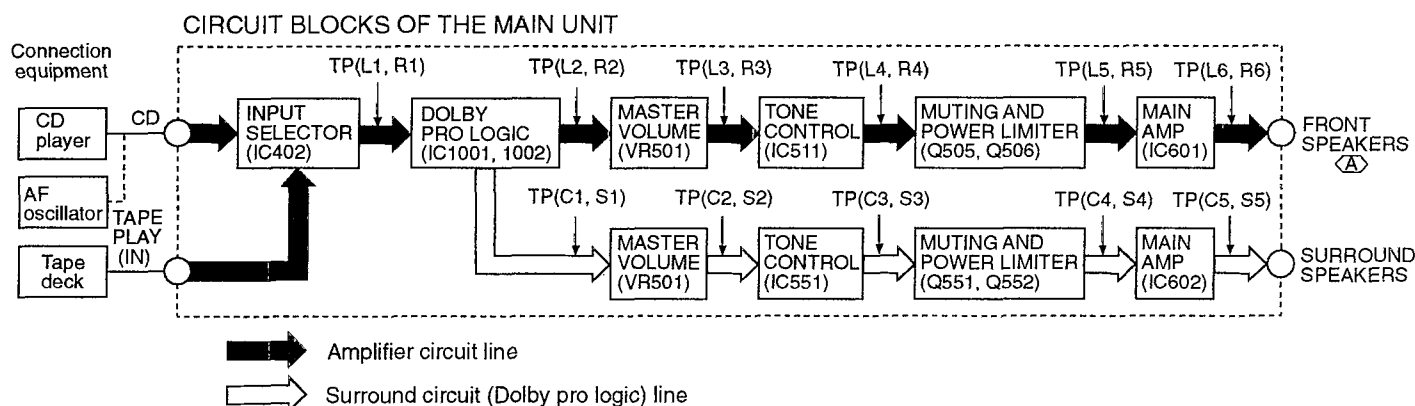 CIRCUIT BLOCKS OF THE MAIN UNIT
Connection
equipment
CD
player
AF
oscillator
Tape
deck
CD
TAPE
PLAY
(IN)
INPUT
SELECTOR
(IC402)
TP(L1, R1)
DOLBY
PRO LOGIC
(IC1001, 1002)
TP(L2, R2)
MASTER
VOLUME
(VR501)
TP(L3, R3)
TONE
CONTROL
(IC511)
TP(L4, R4)
MUTING AND
POWER LIMITER
(Q505, Q506)
TP(L5, R5)
MAIN
AMP
(IC601)
TP(L6, R6)
FRONT
SPEAKERS
A
TP(C1, S1)
MASTER
VOLUME
(VR501)
TP(C2, S2)
TONE
CONTROL
(IC551)
TP(C3, S3)
MUTING AND
POWER LIMITER
(Q551, Q552)
TP(C4, S4)
MAIN
AMP
(IC602)
TP(C5, S5)
SURROUND
SPEAKERS
Amplifier circuit line
Surround circuit (Dolby pro logic) line